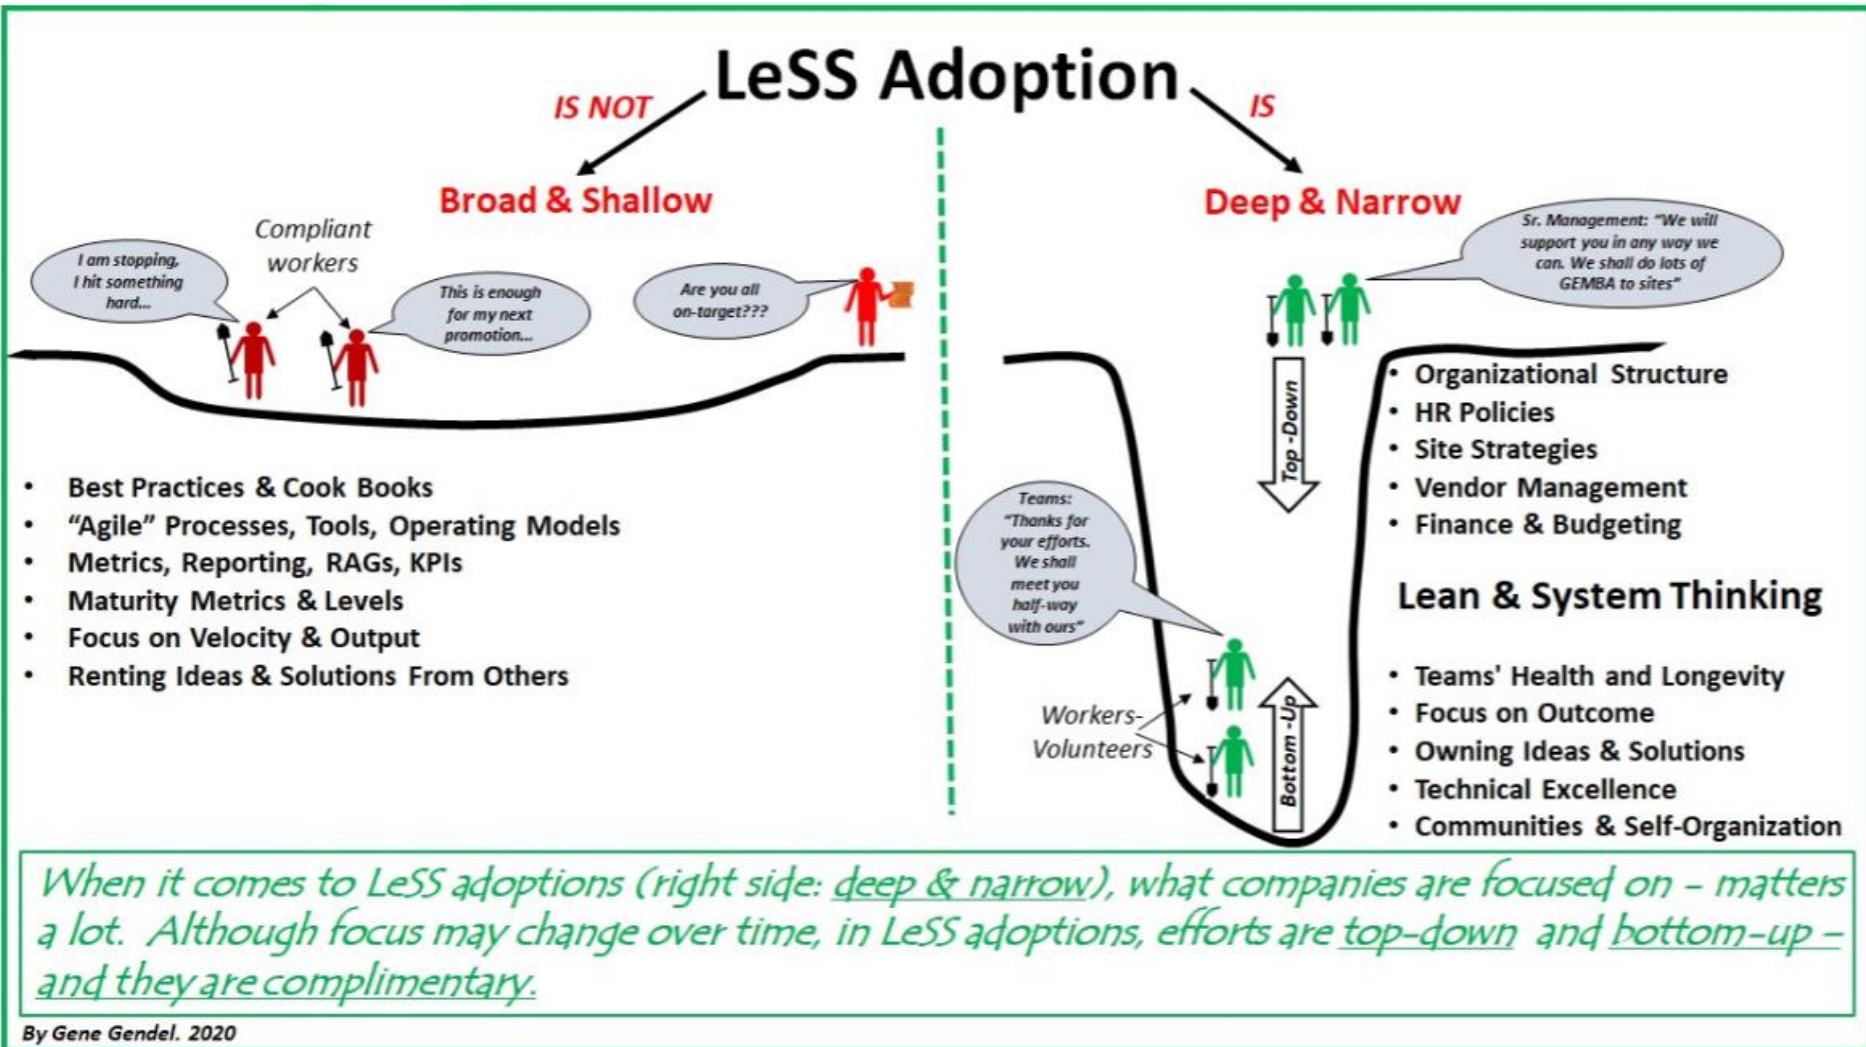 LeSS Adoption
IS NOT
IS
Broad & Shallow
Compliant
workers
I am stopping,
I hit something
hard...
This is enough
for my next
promotion...
Are you all
on-target???
• Best Practices & Cook Books
• “Agile” Processes, Tools, Operating Models
• Metrics, Reporting, RAGs, KPIs
• Maturity Metrics & Levels
• Focus on Velocity & Output
• Renting Ideas & Solutions From Others
Deep & Narrow
Sr. Management: “We will
support you in any way we
can. We shall do lots of
GEMBA to sites”
Top -Down
• Organizational Structure
• HR Policies
• Site Strategies
• Vendor Management
• Finance & Budgeting
Teams:
“Thanks for
your efforts.
We shall
meet you
half-way
with ours”
Lean & System Thinking
Workers-
Volunteers
Bottom -Up
• Teams' Health and Longevity
• Focus on Outcome
• Owning Ideas & Solutions
• Technical Excellence
• Communities & Self-Organization
When it comes to LeSS adoptions (right side: deep & narrow), what companies are focused on – matters
a lot. Although focus may change over time, in LeSS adoptions, efforts are top-down and bottom-up –
and they are complimentary.
By Gene Gendel. 2020